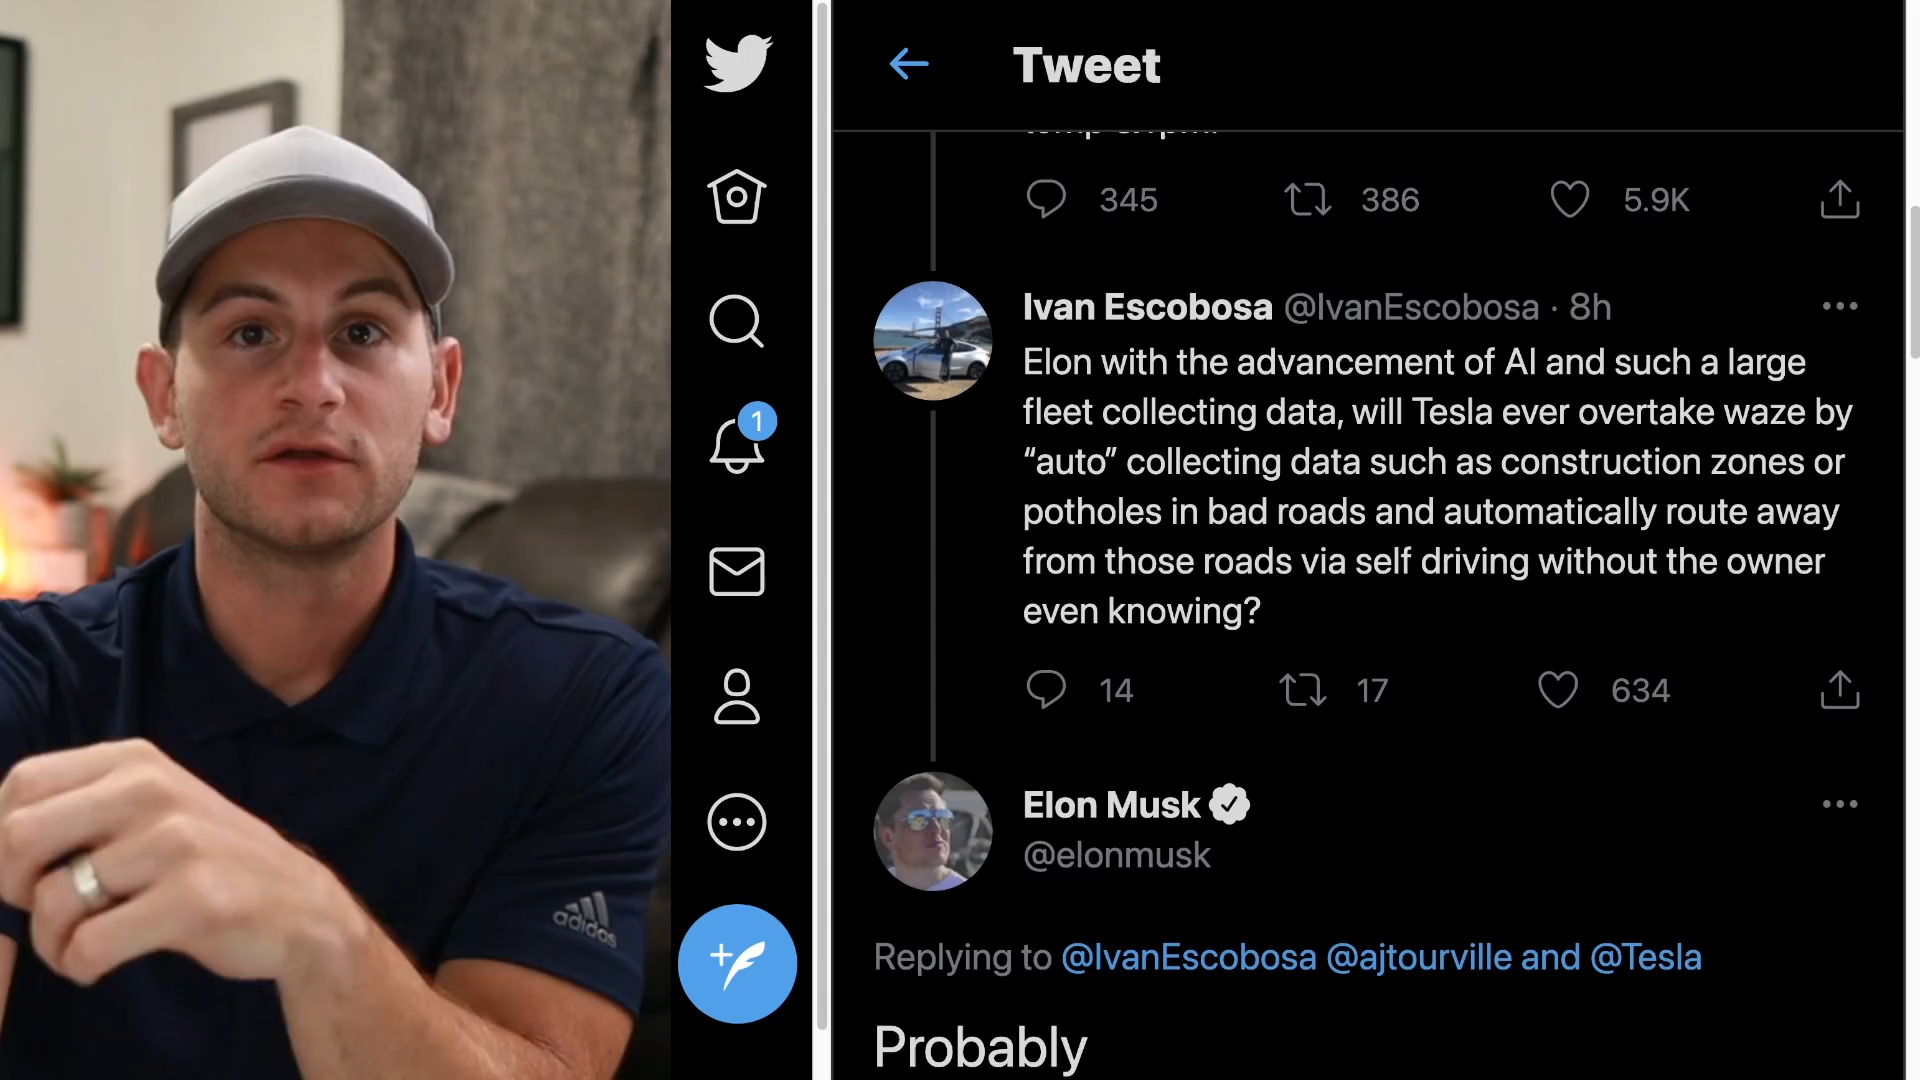 Tweet
345 386 5.9K
Ivan Escobosa @IvanEscobosa · 8h
Elon with the advancement of AI and such a large
fleet collecting data, will Tesla ever overtake waze by
“auto” collecting data such as construction zones or
potholes in bad roads and automatically route away
from those roads via self driving without the owner
even knowing?
14 17 634
Elon Musk
@elonmusk
Replying to @IvanEscobosa @ajtourville and @Tesla
Probably
1
adidas